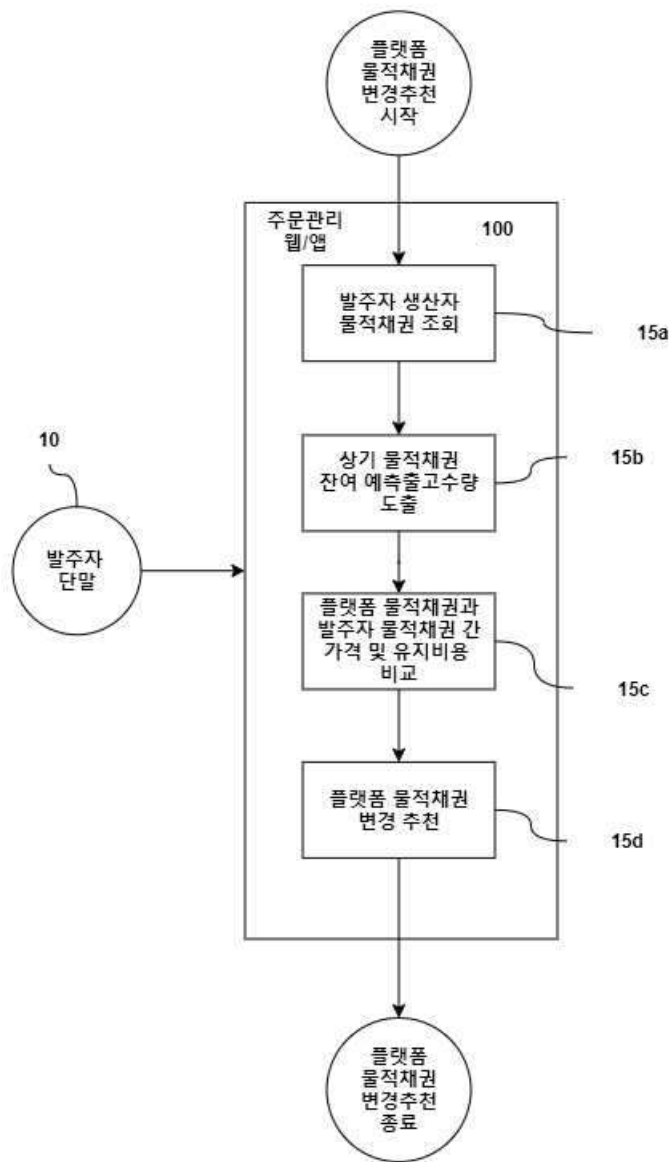 플랫폼
물적채권
변경추천
시작
주문관리
웹/앱
100
발주자 생산자
물적채권 조회
15a
10
상기 물적채권
잔여 예측출고수량
도출
15b
발주자
단말
플랫폼 물적채권과
발주자 물적채권 간
가격 및 유지비용
비교
15c
플랫폼 물적채권
변경 추천
15d
플랫폼
물적채권
변경추천
종료